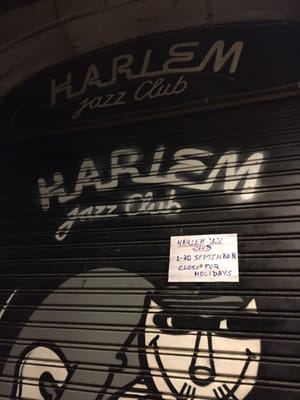 HARLEM
Jazz Club
HARLEM
Jazz Club
HARLEM JAZZ
CLUB
1-30 SEPTEMBER
CLOSED FOR
HOLIDAYS